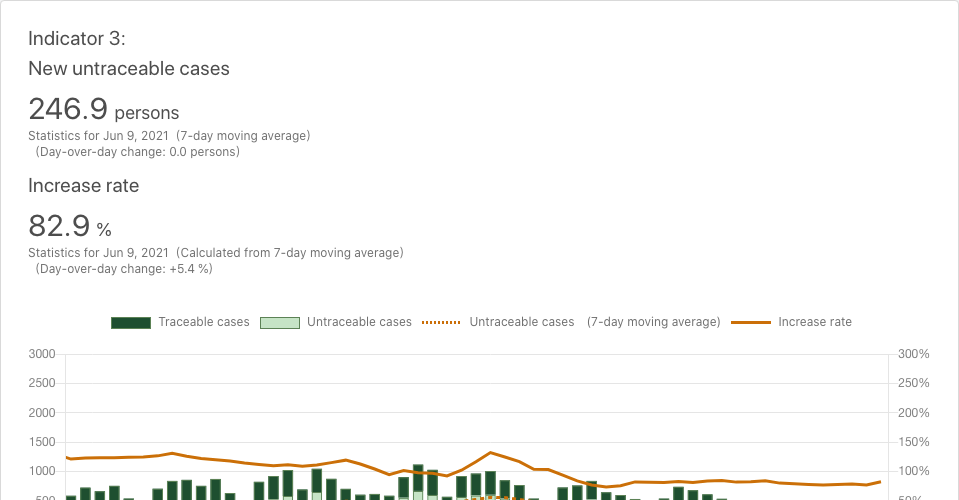 Indicator 3:
New untraceable cases
246.9 persons
Statistics for Jun 9, 2021 (7-day moving average)
(Day-over-day change: 0.0 persons)
Increase rate
82.9 %
Statistics for Jun 9, 2021 (Calculated from 7-day moving average)
(Day-over-day change: +5.4 %)
Traceable cases Untraceable cases Untraceable cases (7-day moving average) Increase rate
3000 300%
2500 250%
2000 200%
1500 150%
1000 100%
500 50%